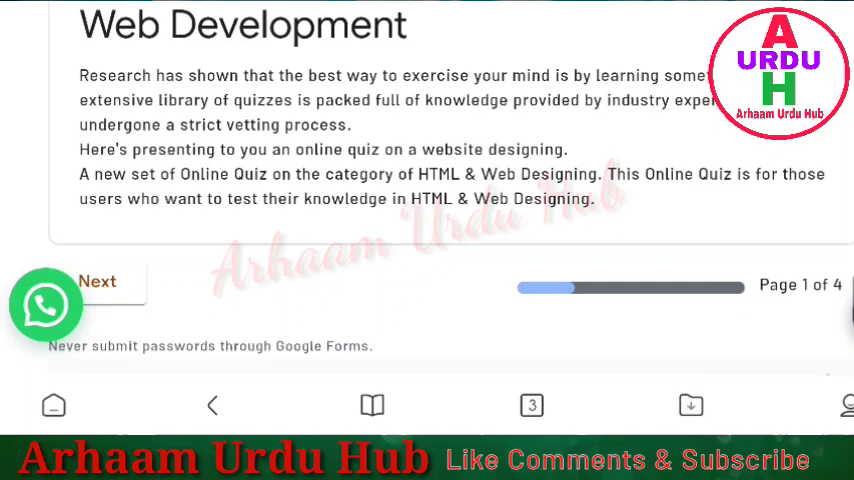 Web Development
Research has shown that the best way to exercise your mind is by learning
extensive library of quizzes is packed full of knowledge provided by industry
undergone a strict vetting process.
Here's presenting to you an online quiz on a website designing.
A new set of Online Quiz on the category of HTML & Web Designing. This Online Quiz is for those
users who want to test their knowledge in HTML & Web Designing.
A
URDU
H
Arhaam Urdu Hub
Arhaam Urdu Hub
Next
Page 1 of 4
Never submit passwords through Google Forms.
3
Arhaam Urdu Hub Like Comments & Subscribe